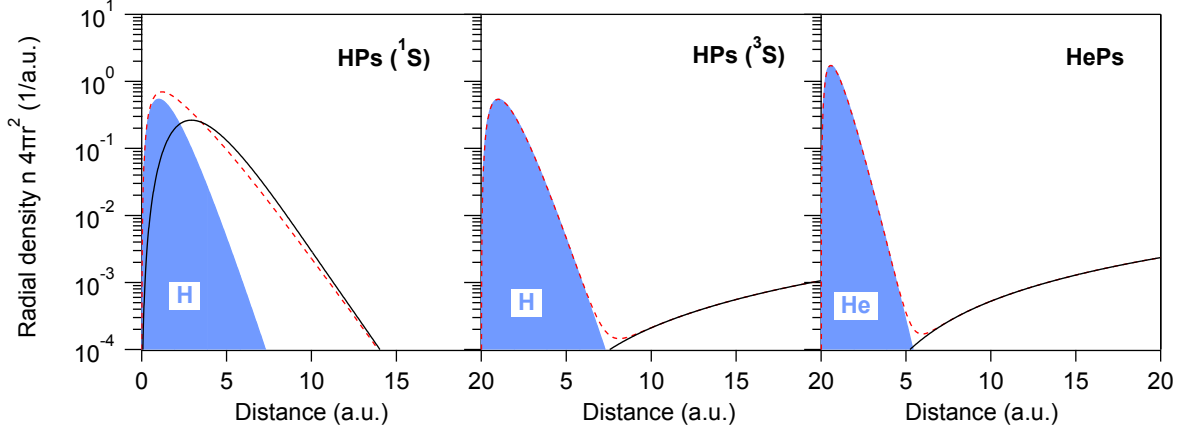 Radial density n 4πr² (1/a.u.)
10¹
10⁰
10⁻¹
10⁻²
10⁻³
10⁻⁴
HPs (¹S)
HPs (³S)
HePs
H
H
He
0 5 10 15 20 5 10 15 20 5 10 15 20
Distance (a.u.) Distance (a.u.) Distance (a.u.)